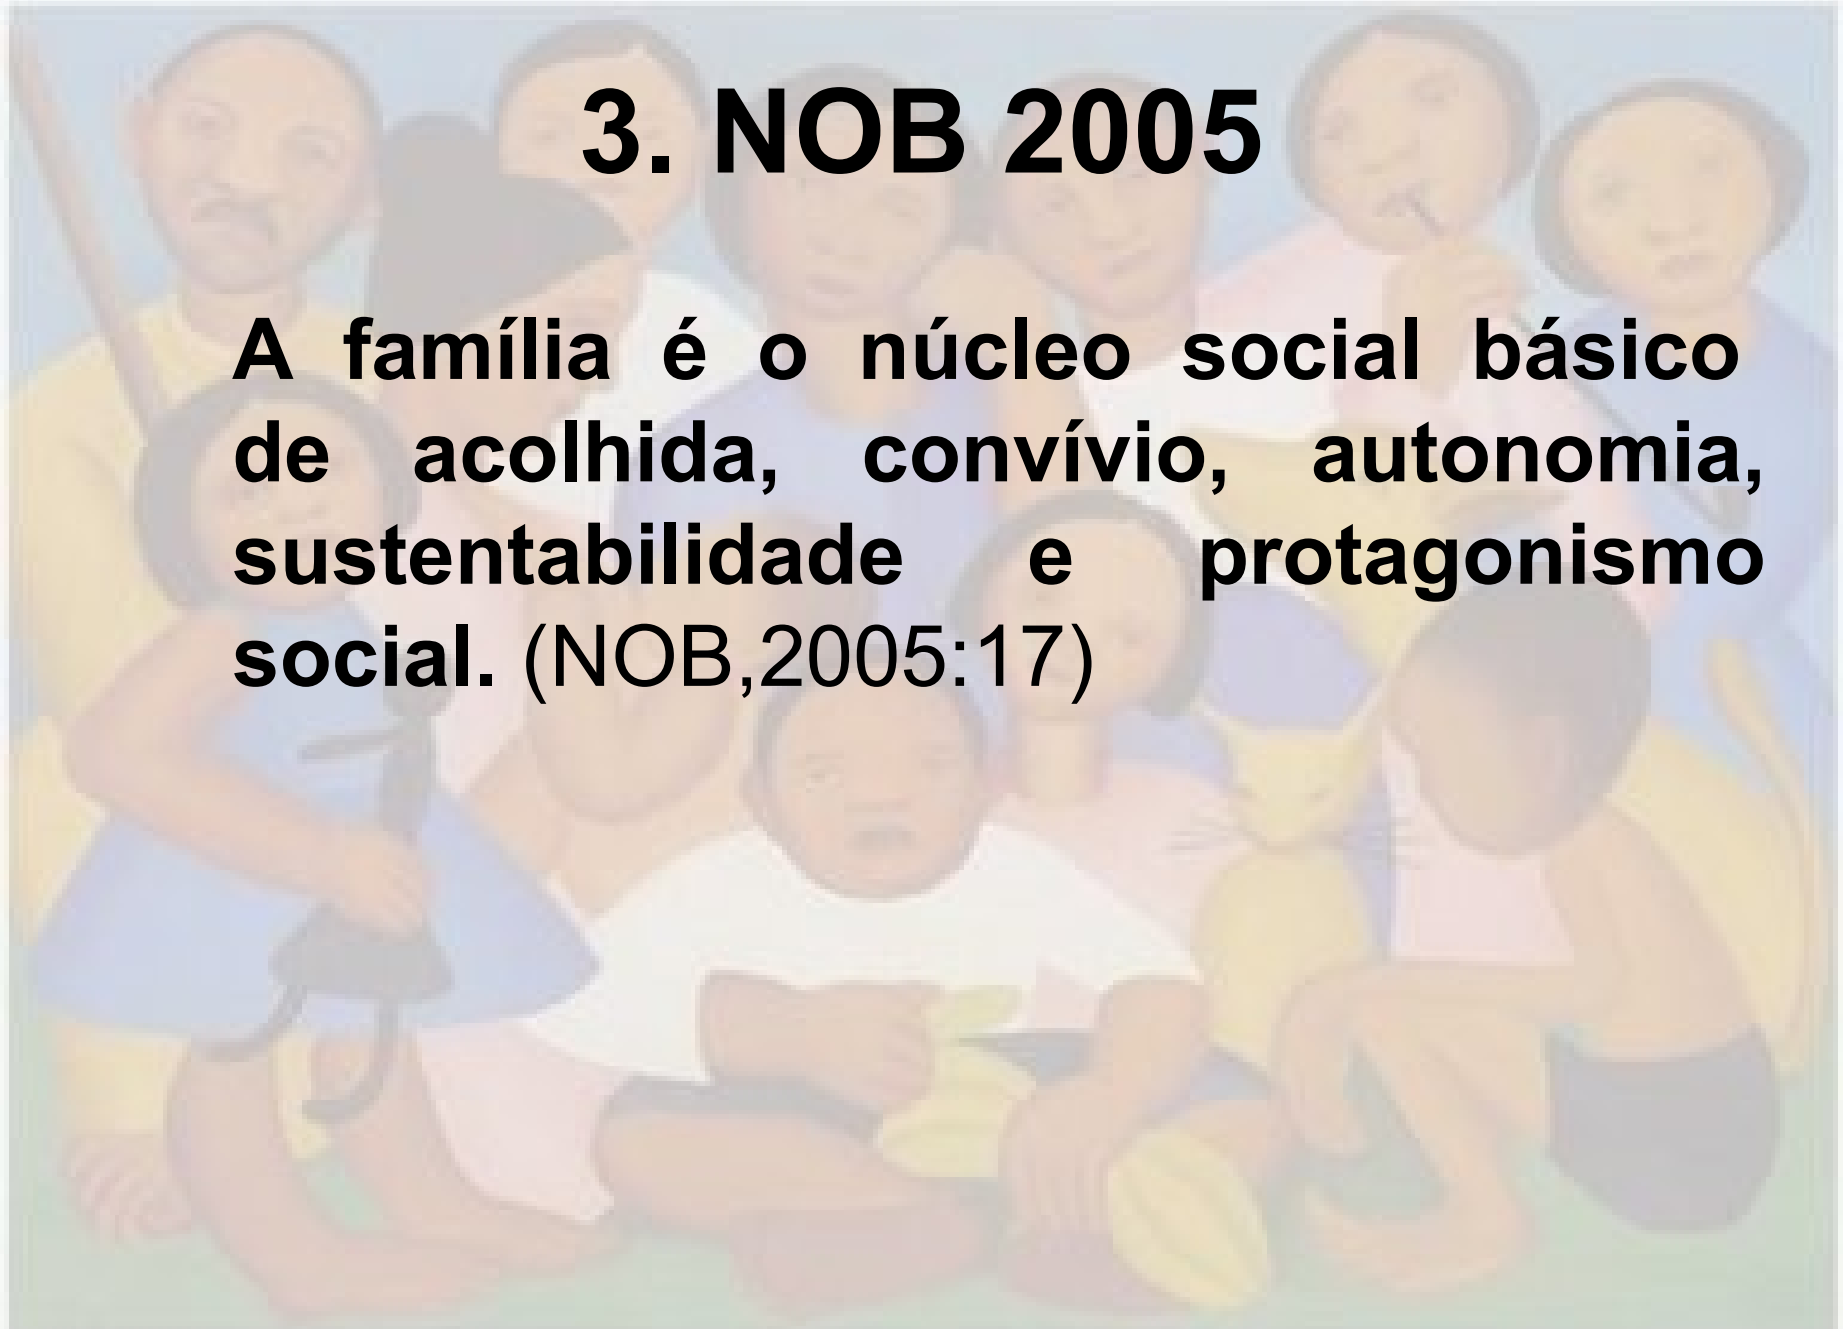 3. NOB 2005
A família é o núcleo social básico
de acolhida, convívio, autonomia,
sustentabilidade e protagonismo
social. (NOB,2005:17)